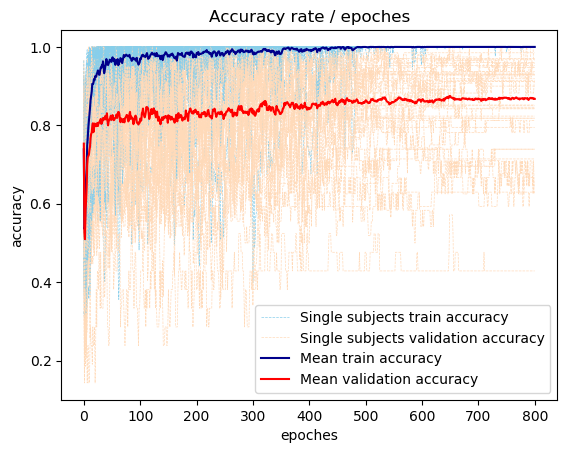 Accuracy rate / epoches
accuracy
1.0
0.8
0.6
0.4
0.2
Single subjects train accuracy
Single subjects validation accuracy
Mean train accuracy
Mean validation accuracy
0 100 200 300 400 500 600 700 800
epoches